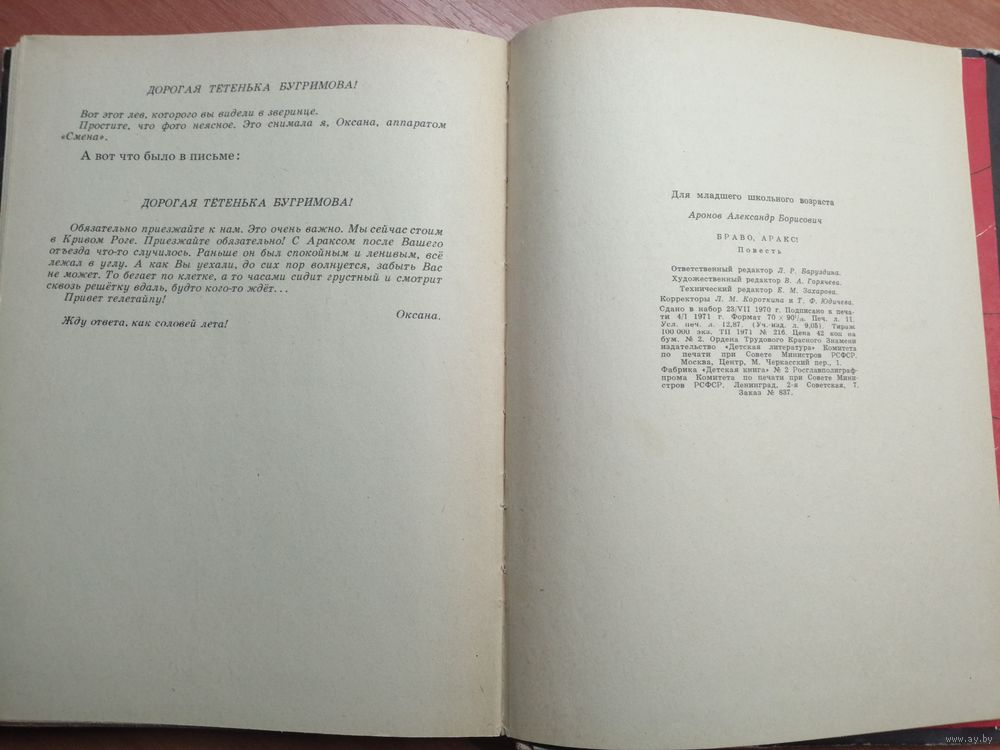 ДОРОГАЯ ТЕТЕНЬКА БУГРИМОВА!
Вот этот лев, которого вы видели в зверинце.
Простите, что фото неясное. Это снимала я, Оксана, аппаратом
«Смена».
А вот что было в письме:
ДОРОГАЯ ТЕТЕНЬКА БУГРИМОВА!
Обязательно приезжайте к нам. Это очень важно. Мы сейчас стоим
в Кривом Роге. Приезжайте обязательно! С Араксом после Вашего
отъезда что-то случилось. Раньше он был спокойным и ленивым, всё
лежал в углу. А как Вы уехали, до сих пор волнуется, забыть Вас
не может. То бегает по клетке, а то часами сидит грустный и смотрит
сквозь решётку вдаль, будто кого-то ждёт...
Привет телетайпу!
Оксана.
Жду ответа, как соловей лета!
Для младшего школьного возраста
Аронов Александр Борисович
БРАВО, АРАКС!
Повесть
Ответственный редактор Л. Р. Баруздина.
Художественный редактор В. А. Горячева.
Технический редактор Е. М. Захарова.
Корректоры Л. М. Короткина и Т. Ф. Юдичева.
Сдано в набор 23/VII 1970 г. Подписано к печа-
ти 4/I 1971 г. Формат 70 × 90 Печ. л. 11.
Усл. печ. л. 12,87. (Уч.-изд. л. 9,05). Тираж
100 000 экз. ТП 1971 № 216. Цена 42 коп на
бум. № 2. Ордена Трудового Красного Знамени
издательство «Детская литература» Комитета
по печати при Совете Министров РСФСР.
Москва, Центр, М. Черкасский пер., 1.
Фабрика «Детская книга» № 2 Росглавполиграф-
прома Комитета по печати при Совете Мини-
стров РСФСР. Ленинград, 2-я Советская, 7.
Заказ № 837.
www.ay.by